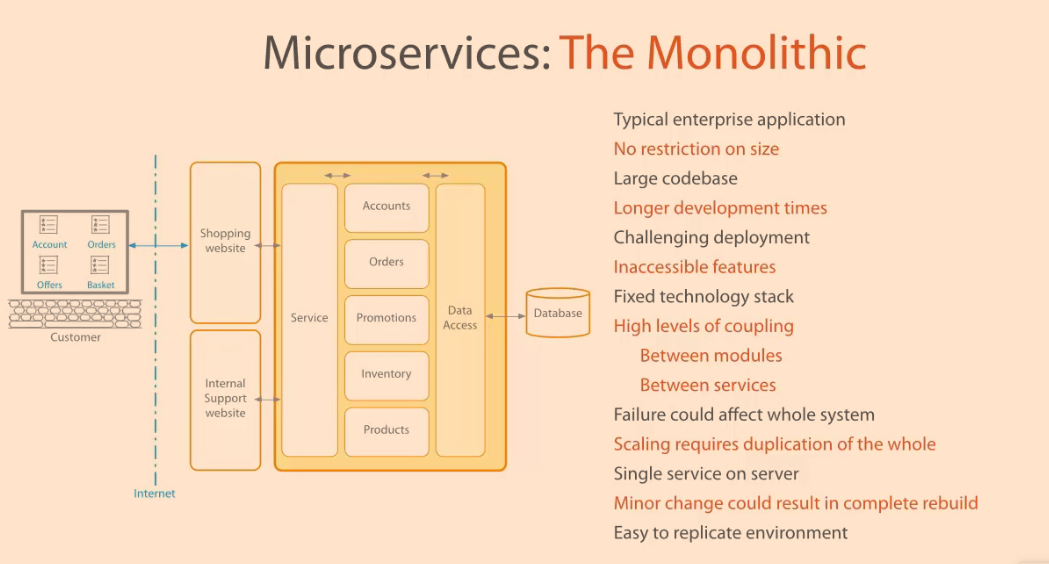 Microservices: The Monolithic
Account
Orders
Offers
Basket
Customer
Internet
Shopping
website
Internal
Support
website
Service
Accounts
Orders
Promotions
Inventory
Products
Data
Access
Database
Typical enterprise application
No restriction on size
Large codebase
Longer development times
Challenging deployment
Inaccessible features
Fixed technology stack
High levels of coupling
Between modules
Between services
Failure could affect whole system
Scaling requires duplication of the whole
Single service on server
Minor change could result in complete rebuild
Easy to replicate environment